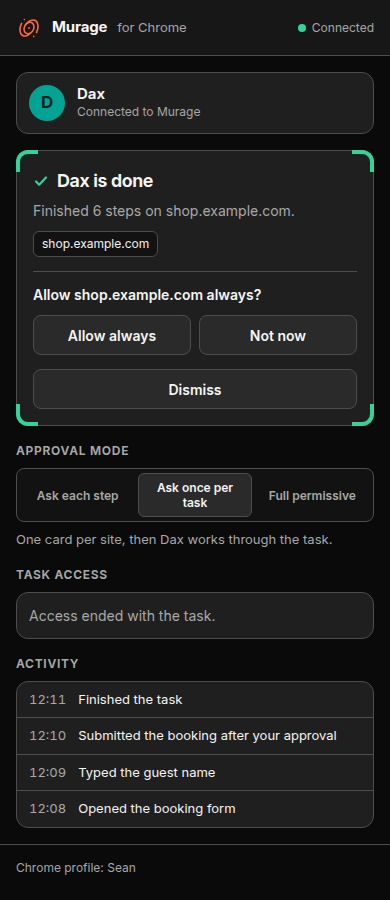 Murage for Chrome
Connected
D
Dax
Connected to Murage
Dax is done
Finished 6 steps on shop.example.com.
shop.example.com
Allow shop.example.com always?
Allow always
Not now
Dismiss
APPROVAL MODE
Ask each step
Ask once per
task
Full permissive
One card per site, then Dax works through the task.
TASK ACCESS
Access ended with the task.
ACTIVITY
12:11 Finished the task
12:10 Submitted the booking after your approval
12:09 Typed the guest name
12:08 Opened the booking form
Chrome profile: Sean